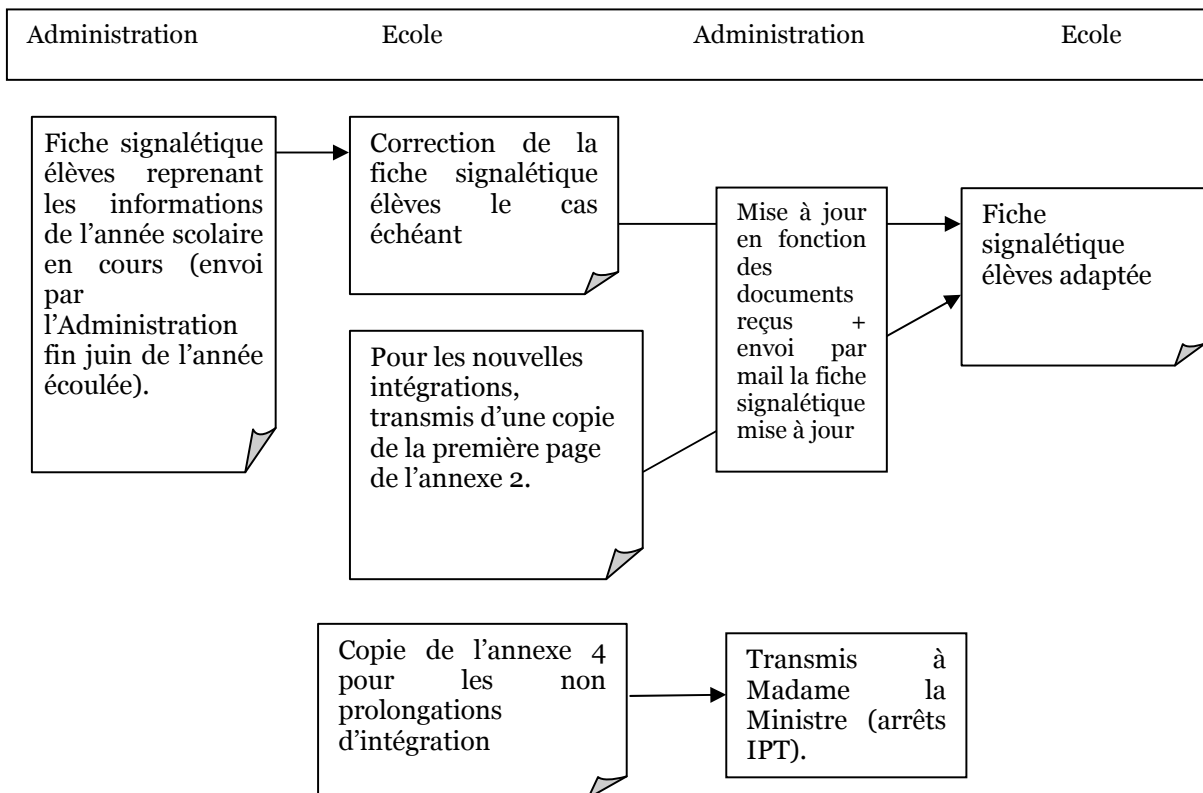 Administration Ecole Administration Ecole
Fiche signalétique
élèves reprenant
les informations
de l’année scolaire
en cours (envoi
par
l’Administration
fin juin de l’année
écoulée).
Correction de la
fiche signalétique
élèves le cas
échéant
Pour les nouvelles
intégrations,
transmis d’une copie
de la première page
de l’annexe 2.
Mise à jour
en fonction
des
documents
reçus +
envoi par
mail la fiche
signalétique
mise à jour
Fiche
signalétique
élèves adaptée
Copie de l’annexe 4
pour les non
prolongations
d’intégration
Transmis à
Madame la
Ministre (arrêts
IPT).